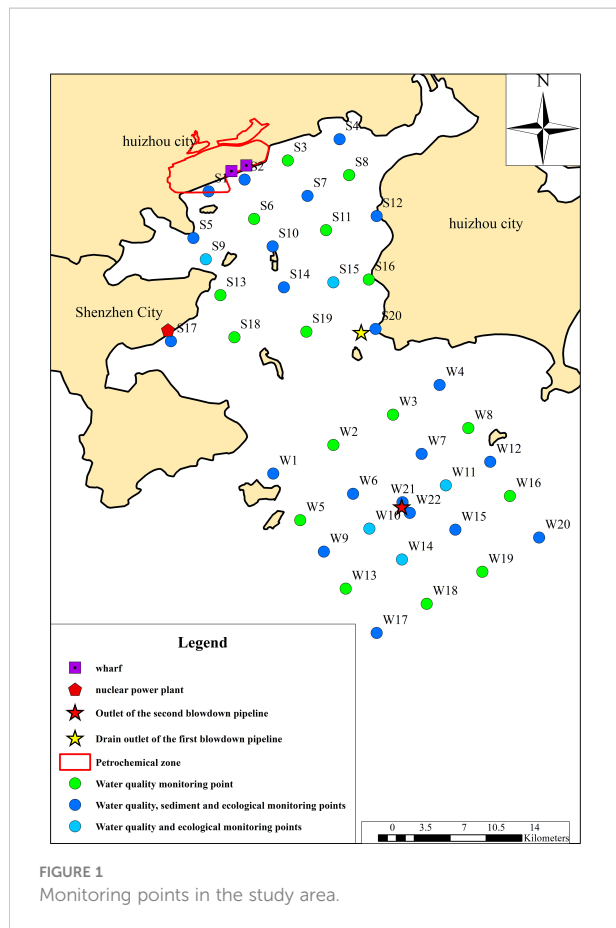 N
huizhou city
S4
S3
S8
S1
S2
S7
S12
huizhou city
S6
S11
S5
S10
S9
S14
S15
S16
S13
Shenzhen City
S17
S18
S19
S20
W4
W3
W8
W2
W7
W12
W1
W6
W11
W21
W22
W16
W5
W10
W15
W20
W9
W14
W19
W13
W18
W17
Legend
wharf
nuclear power plant
Outlet of the second blowdown pipeline
Drain outlet of the first blowdown pipeline
Petrochemical zone
Water quality monitoring point
Water quality, sediment and ecological monitoring points
Water quality and ecological monitoring points
0 3.5 7 10.5 14
Kilometers
FIGURE 1
Monitoring points in the study area.